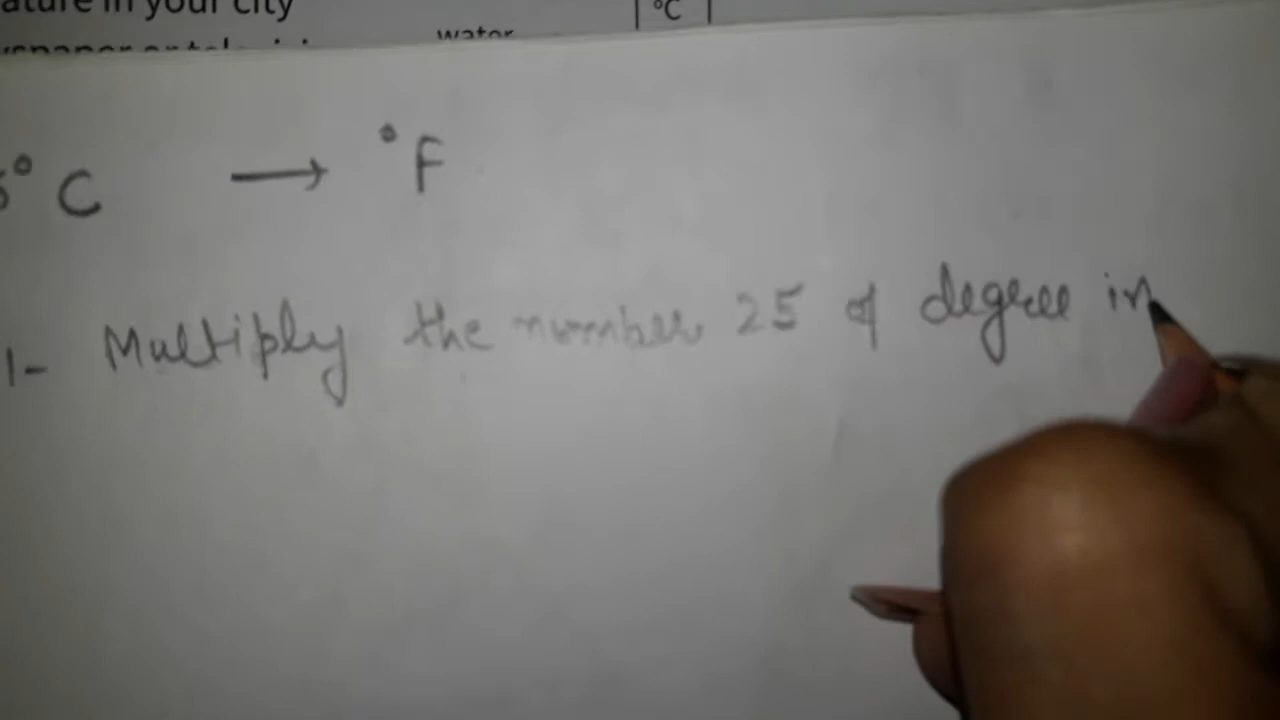 ature in your city
°C
water
° C → °F
1- Multiply the number 25 of degree in